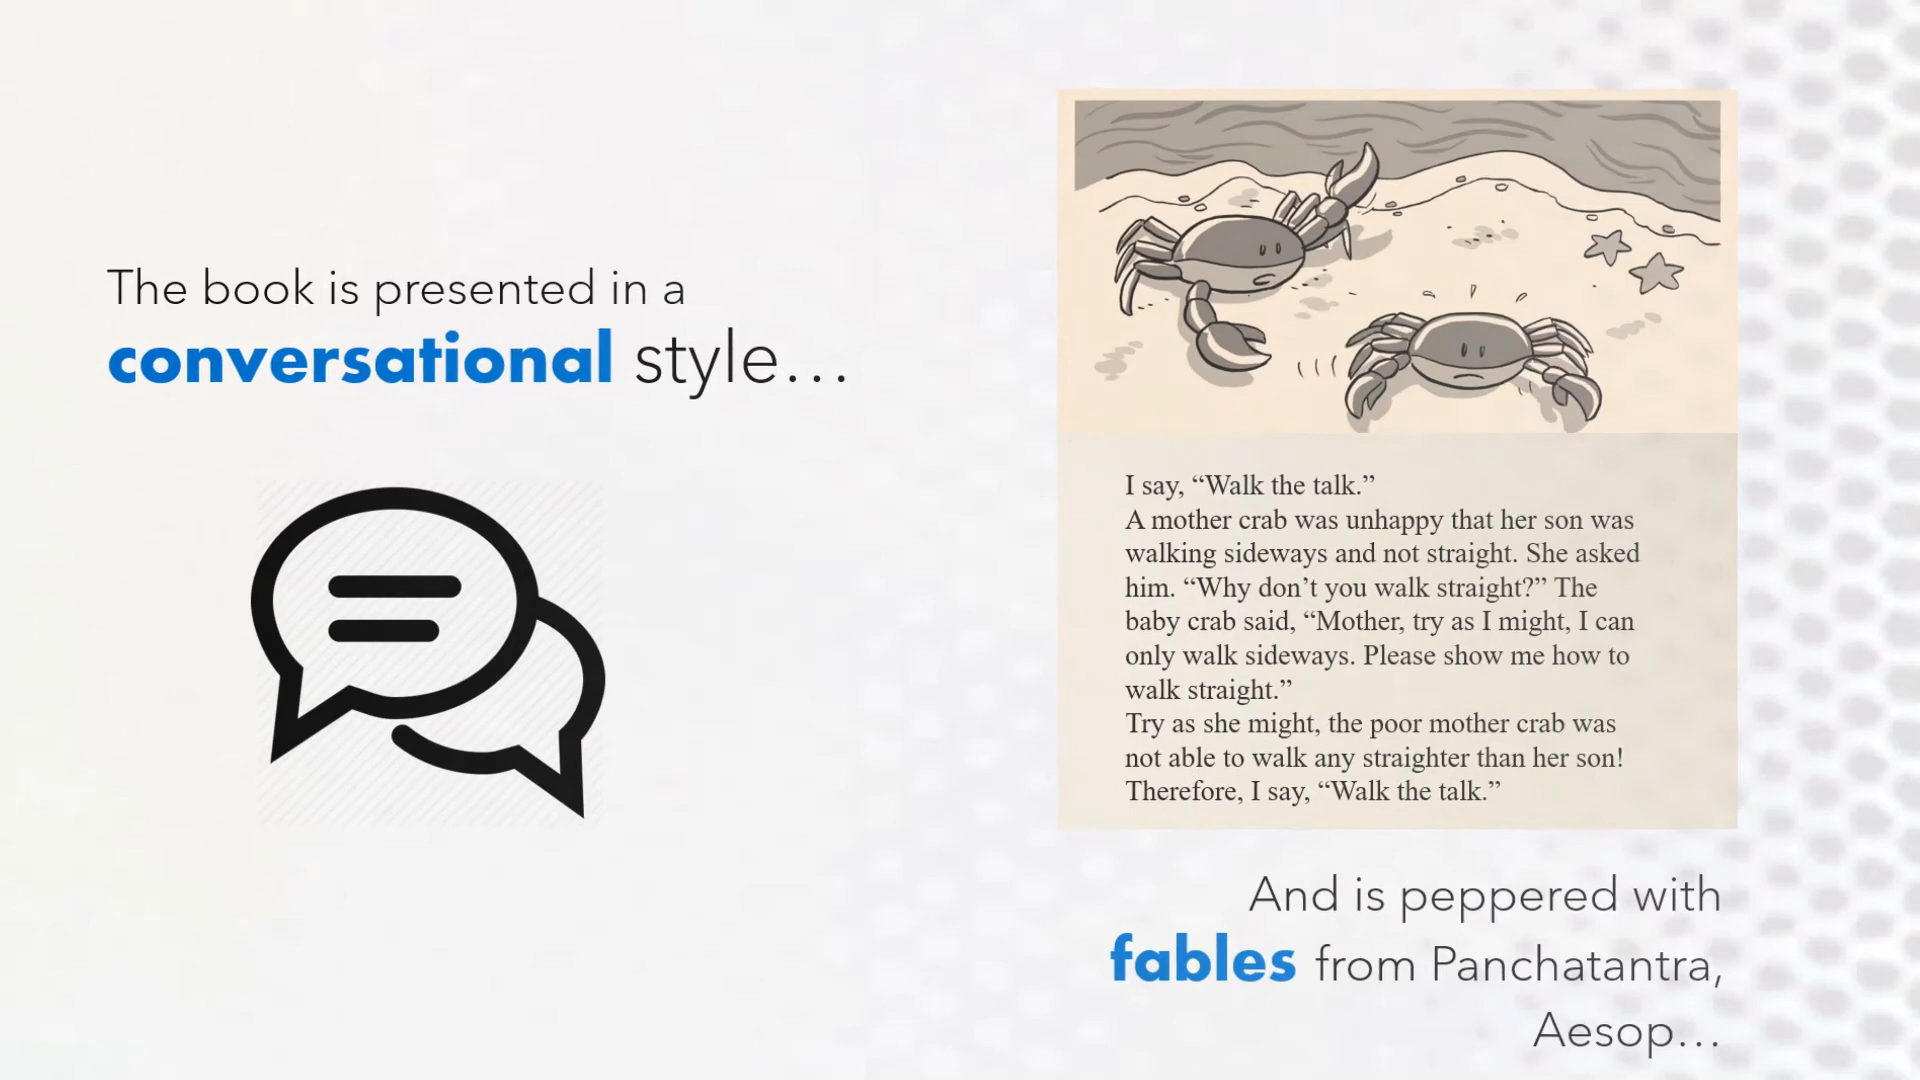 The book is presented in a
conversational style...
I say, “Walk the talk.”
A mother crab was unhappy that her son was
walking sideways and not straight. She asked
him. “Why don’t you walk straight?” The
baby crab said, “Mother, try as I might, I can
only walk sideways. Please show me how to
walk straight.”
Try as she might, the poor mother crab was
not able to walk any straighter than her son!
Therefore, I say, “Walk the talk.”
And is peppered with
fables from Panchatantra,
Aesop...